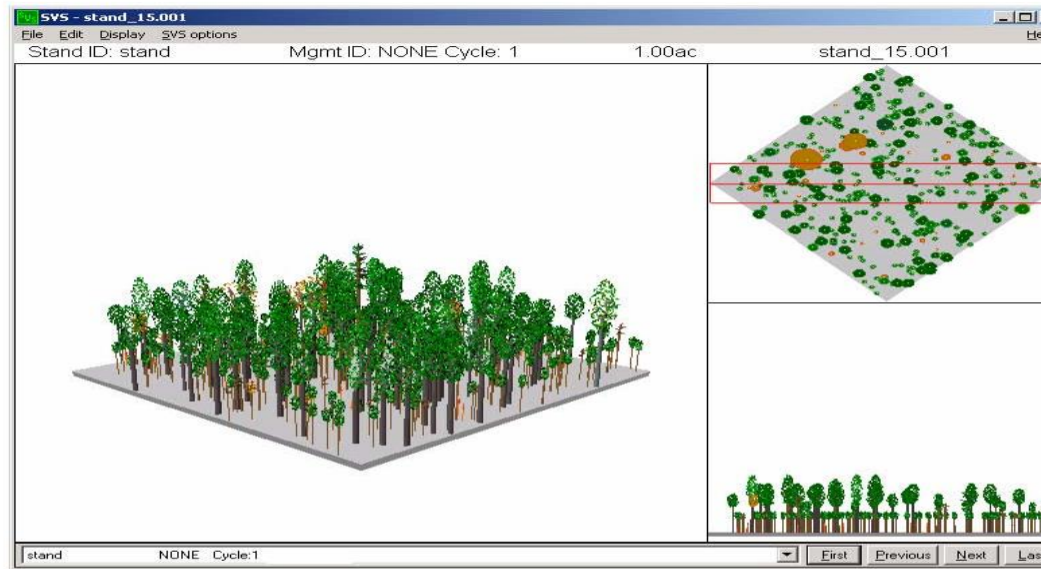 SVS - stand_15.001
File Edit Display SVS options He
Stand ID: stand Mgmt ID: NONE Cycle: 1 1.00ac stand_15.001
stand NONE Cycle:1 First Previous Next Las